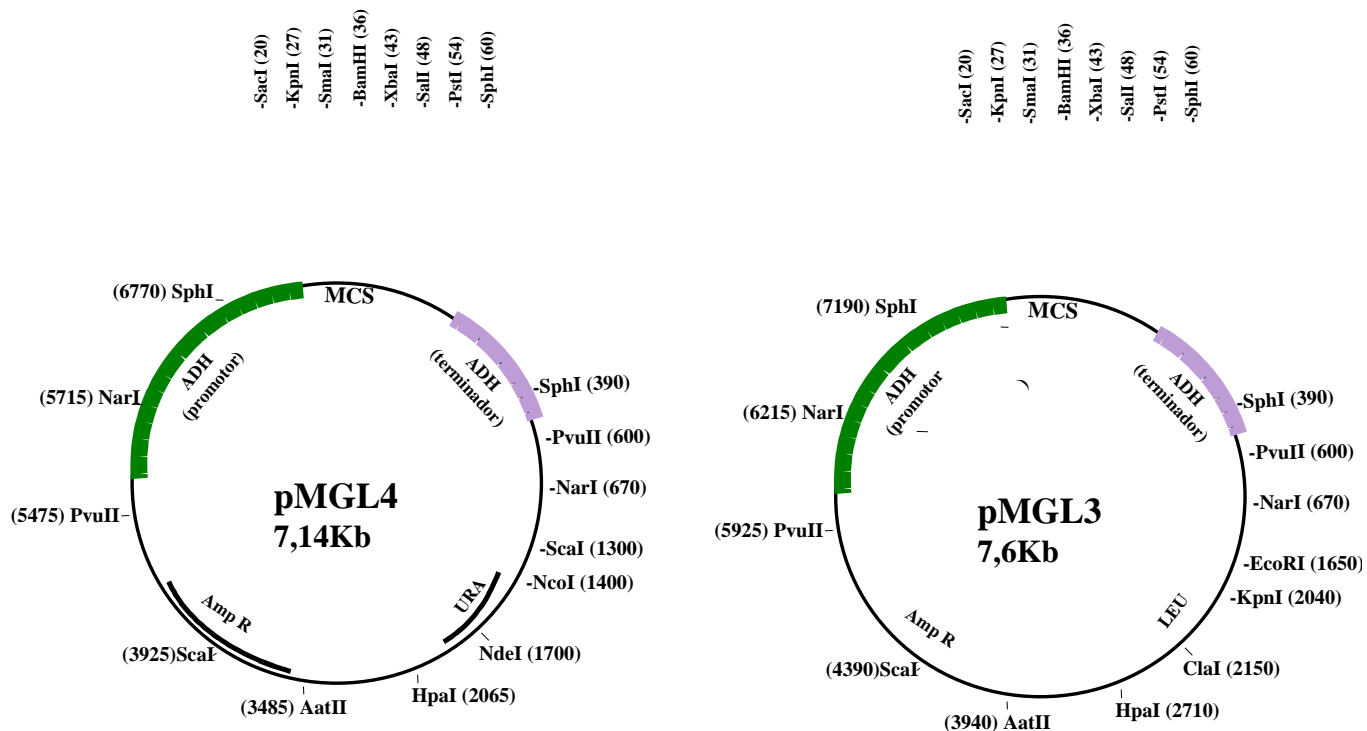 -SacI (20)
-KpnI (27)
-SmaI (31)
-BamHI (36)
-XbaI (43)
-SalI (48)
-PstI (54)
-SphI (60)
(6770) SphI
MCS
ADH
(promotor)
ADH
(terminador)
-SphI (390)
(5715) NarI
-PvuII (600)
-NarI (670)
pMGL4
7,14Kb
(5475) PvuII
-ScaI (1300)
-NcoI (1400)
URA
Amp R
NdeI (1700)
(3925)ScaI
HpaI (2065)
(3485) AatII
-SacI (20)
-KpnI (27)
-SmaI (31)
-BamHI (36)
-XbaI (43)
-SalI (48)
-PstI (54)
-SphI (60)
(7190) SphI
MCS
ADH
(promotor
)
ADH
(terminador)
-SphI (390)
(6215) NarI
-PvuII (600)
-NarI (670)
pMGL3
7,6Kb
(5925) PvuII
-EcoRI (1650)
-KpnI (2040)
LEU
Amp R
ClaI (2150)
(4390)ScaI
HpaI (2710)
(3940) AatII